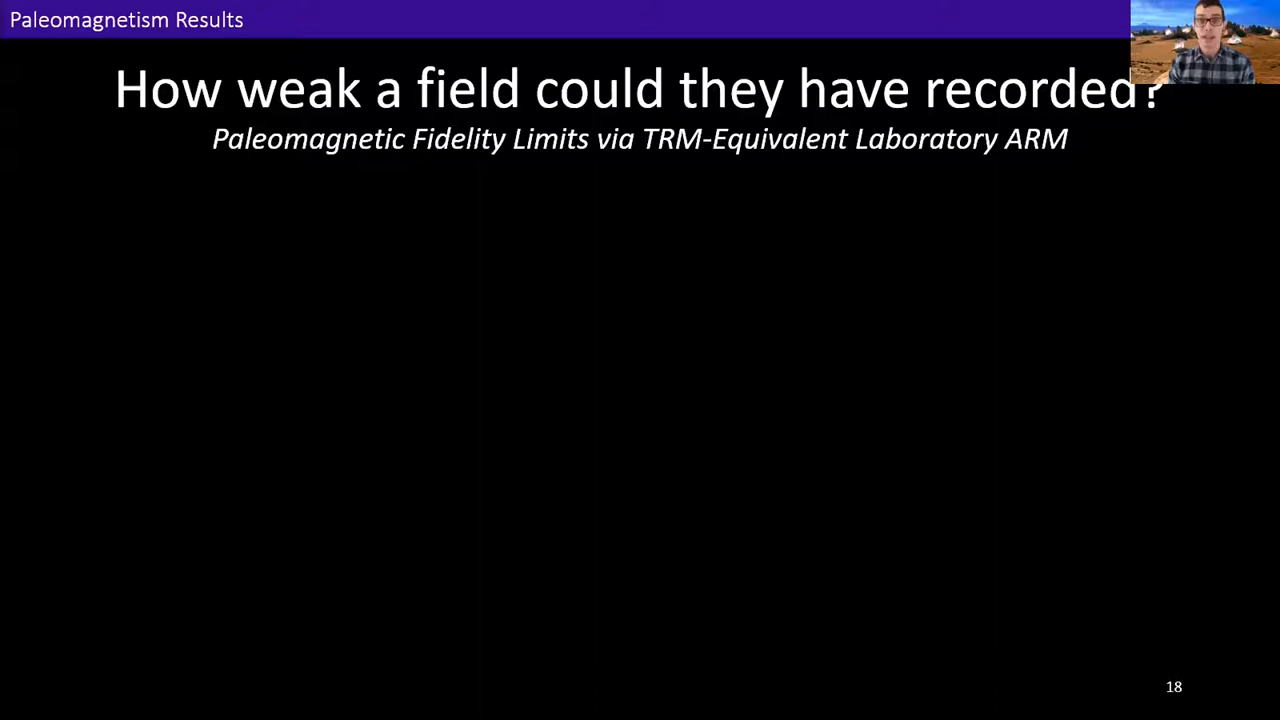 Paleomagnetism Results
How weak a field could they have recorded?
Paleomagnetic Fidelity Limits via TRM-Equivalent Laboratory ARM
18